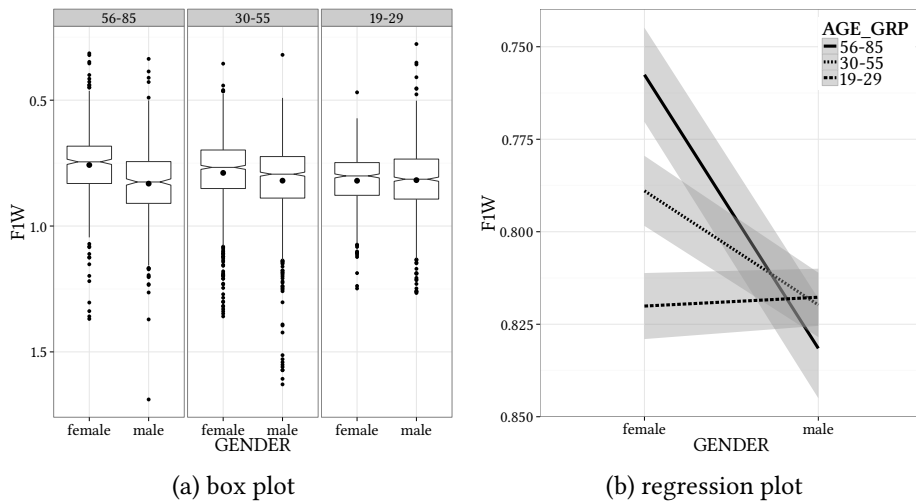 56-85
30-55
19-29
0.5
1.0
1.5
F1W
female
male
female
male
female
male
GENDER
(a) box plot
AGE_GRP
56-85
30-55
19-29
0.750
0.775
0.800
0.825
0.850
F1W
female
male
GENDER
(b) regression plot